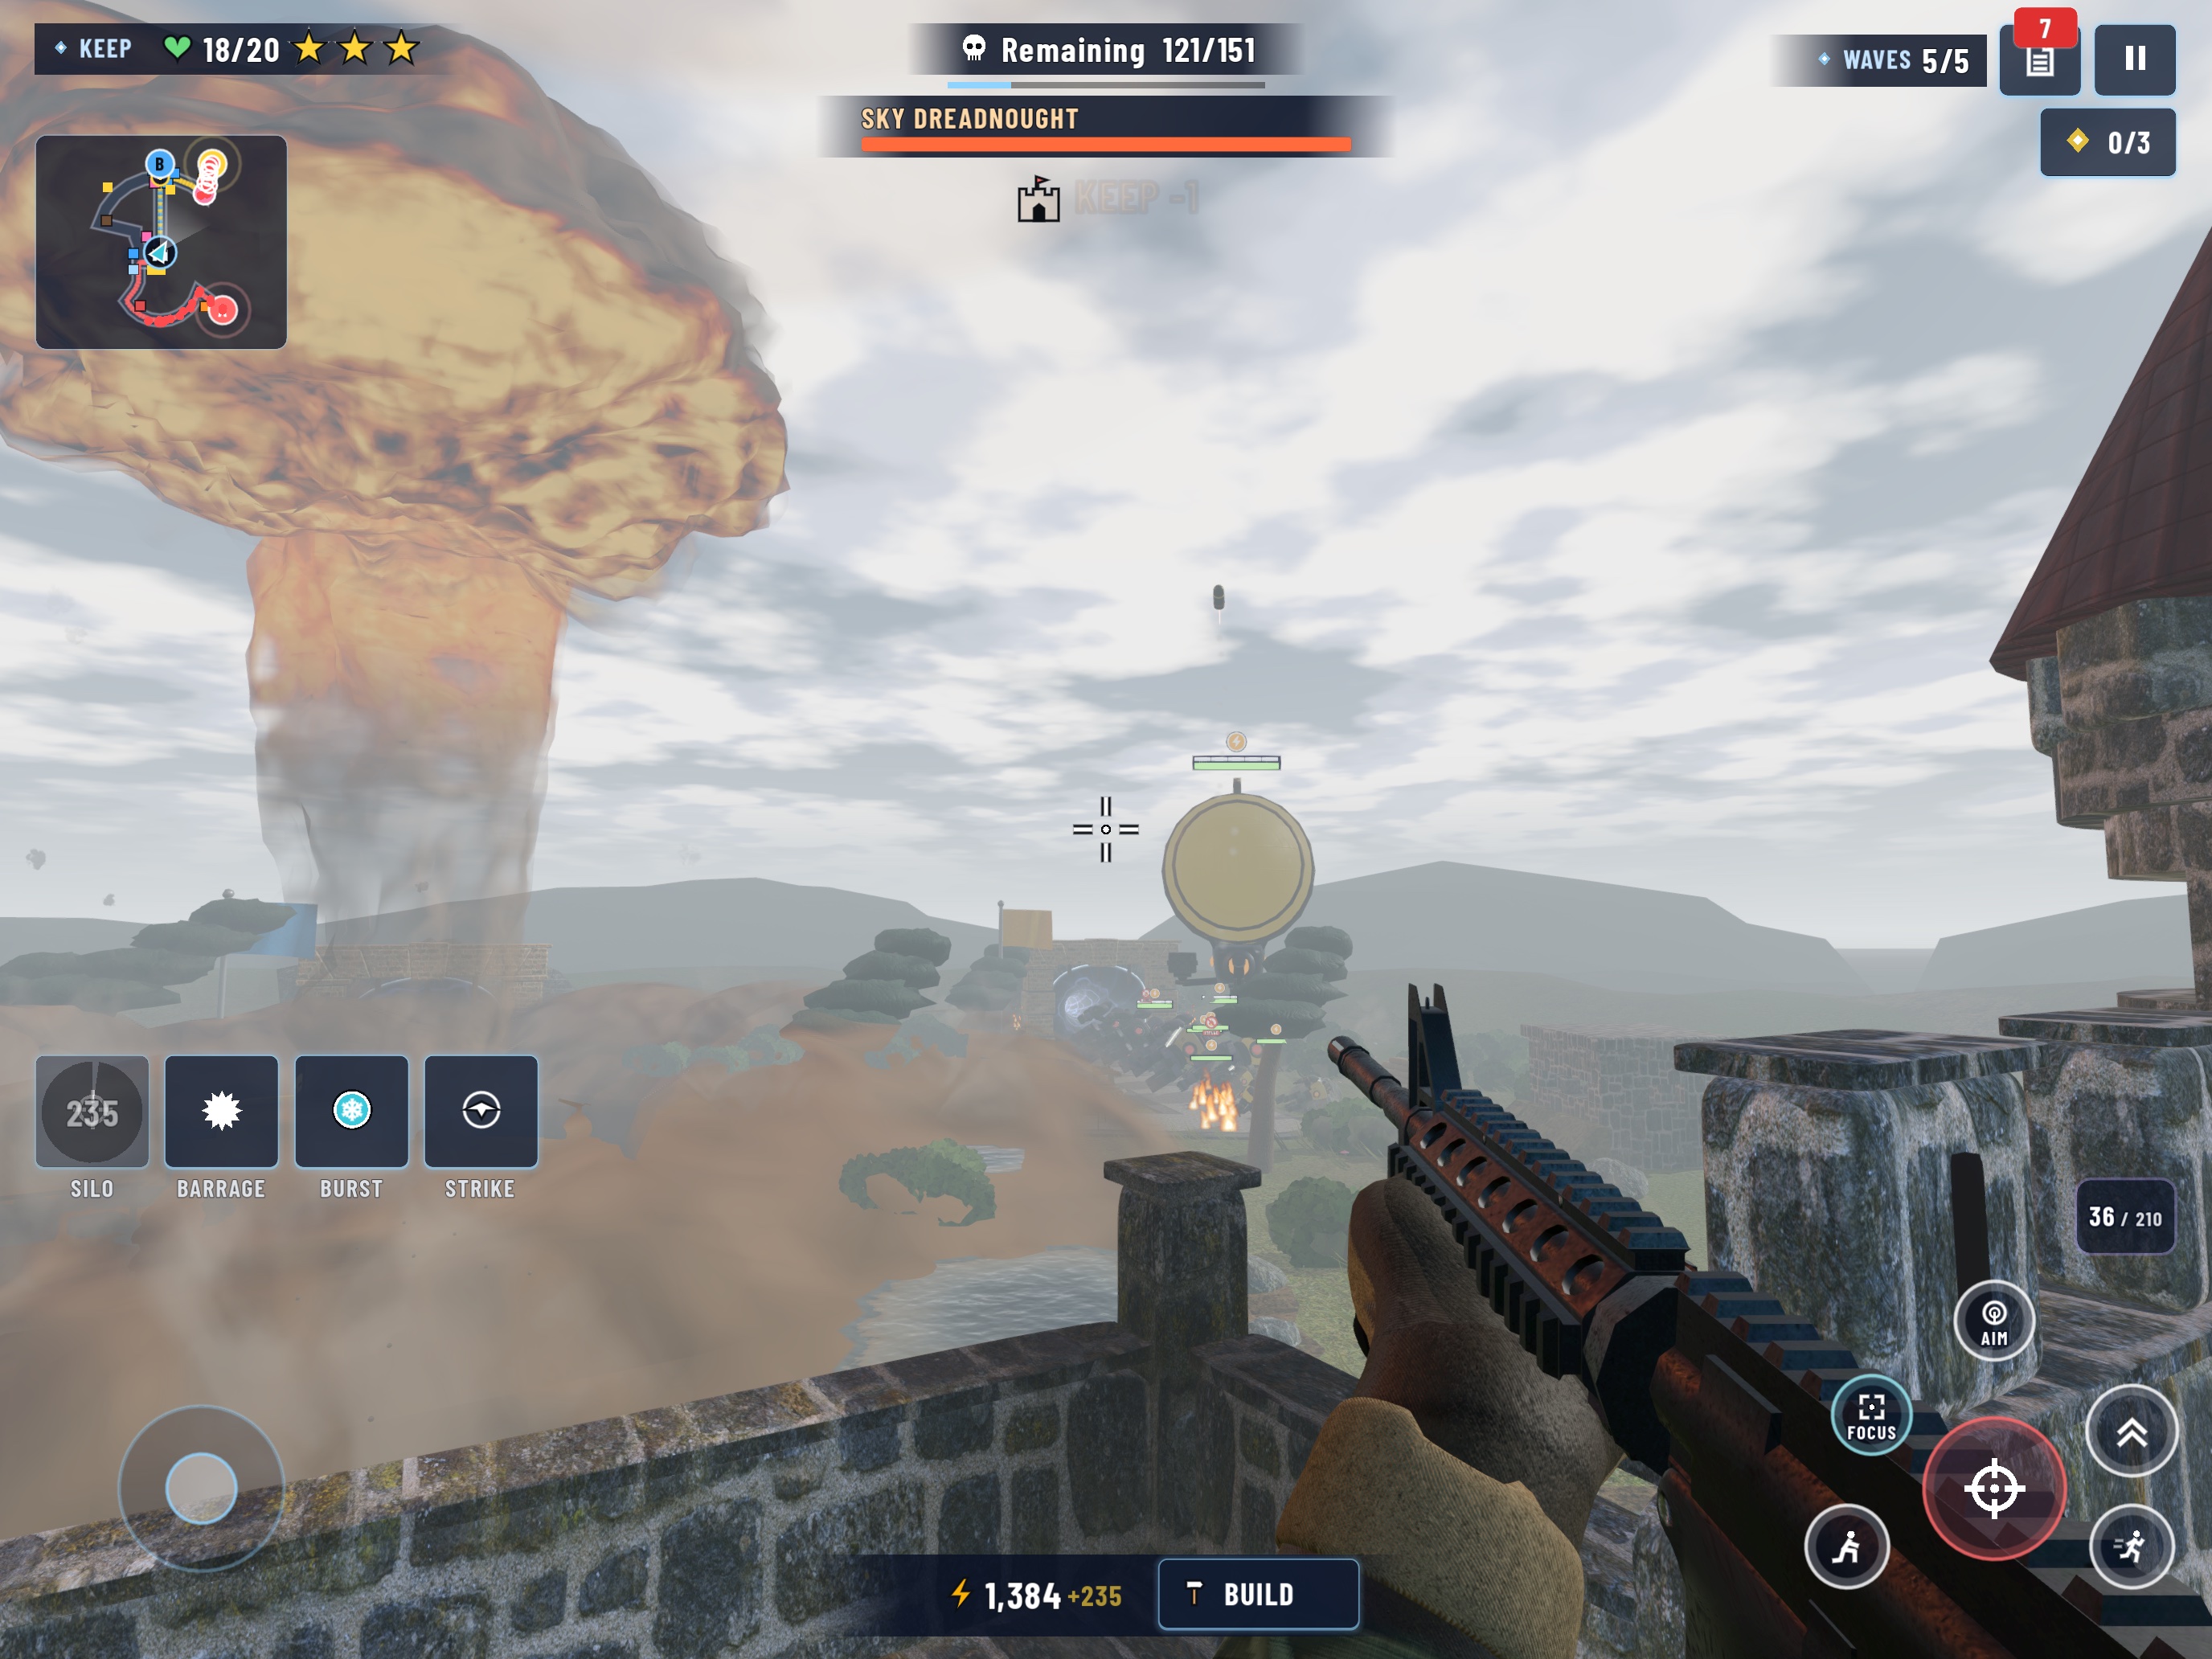 KEEP 18/20
Remaining 121/151
WAVES 5/5
7
SKY DREADNOUGHT
0/3
B
KEEP -1
235
SILO
BARRAGE
BURST
STRIKE
36 / 210
AIM
FOCUS
1,384 +235
BUILD